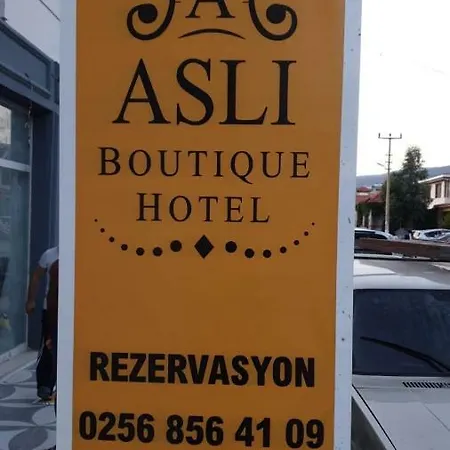 A
ASLI
BOUTIQUE
HOTEL
REZERVASYON
0256 856 41 09